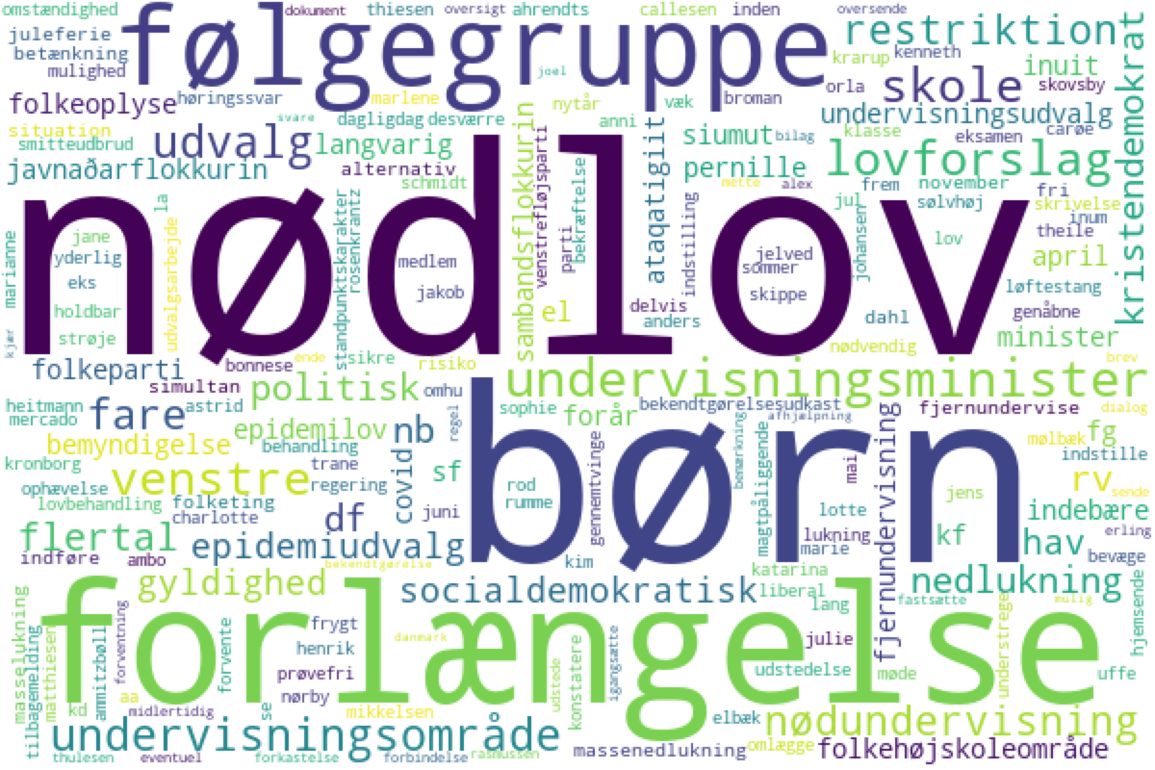 omstændighed
dokument
thiesen
oversigt
ahrendts
callesen
inden
oversende
juleferie
følgegruppe
restriktion
betænkning
krarup
kenneth
inuit
mulighed
joel
orla
skole
skovsby
folkeoplyse
høringssvar
marlene
nytår
væk
broman
undervisningsudvalg
kristendemokrat
situation
svare
dagligdag
desværre
anni
siumut
bilag
klasse
eksamen
carøe
smitteudbrud
udvalg
langvarig
javnaðarflokkurin
alternativ
pernille
lovforslag
schmidt
sambandsflokkurin
venstrefløjsparti
parti
bekræftelse
ataqatigiit
indstilling
mette
alex
frem
november
fri
jul
sølvhøj
skrivelse
la
nødlov
inum
jane
theile
marianne
yderlig
udvalgsarbejde
standpunktskarakter
rosenkrantz
medlem
jelved
sommer
johansen
lov
april
eks
jakob
skippe
løftestang
holdbar
el
delvis
dahl
genåbne
strøje
anders
minister
kjær
ende
sikre
risiko
nødvendig
brev
folkeparti
bonnese
simultan
politisk
omhu
undervisningsminister
heitmann
fare
astrid
regel
sophie
forår
bekendtgørelsesudkast
fjernundervise
dialog
mercado
epidemilov
nb
afhjælpning
fg
bemyndigelse
behandling
børn
mølbæk
indstille
kronborg
venstre
trane
covid
sf
rod
gennemtvinge
bemærkning
magtpåliggende
mai
fjernundervisning
rv
sende
ophævelse
regering
rumme
jens
lovbehandling
folketing
juni
lotte
indebære
charlotte
df
lukning
kf
erling
flertal
marie
hav
indføre
ambo
epidemiudvalg
kim
bevæge
bekendtgørelse
katarina
gyldighed
socialdemokratisk
liberal
nedlukning
lang
fastsætte
mulig
hjemsende
masselukning
forlængelse
tilbagemelding
matthiesen
ammitzbøll
forventning
forvente
frygt
danmark
udstede
konstatere
igangsætte
julie
understrege
henrik
prøvefri
udstedelse
møde
uffe
kd
aa
nørby
midlertidig
se
mikkelsen
elbæk
nødundervisning
undervisningsområde
massenedlukning
omlægge
folkehøjskoleområde
thulesen
eventuel
forkastelse
forbindelse
rasmussen